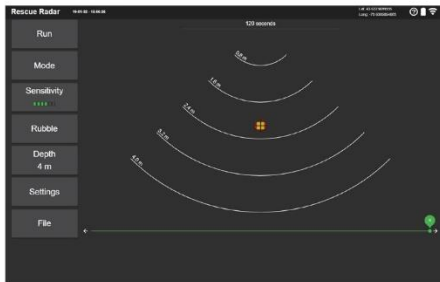 Rescue Radar
120 seconds
Run
Mode
Sensitivity
Rubble
Depth
4 m
Settings
File
0.8 m
1.6 m
2.4 m
3.2 m
4.0 m